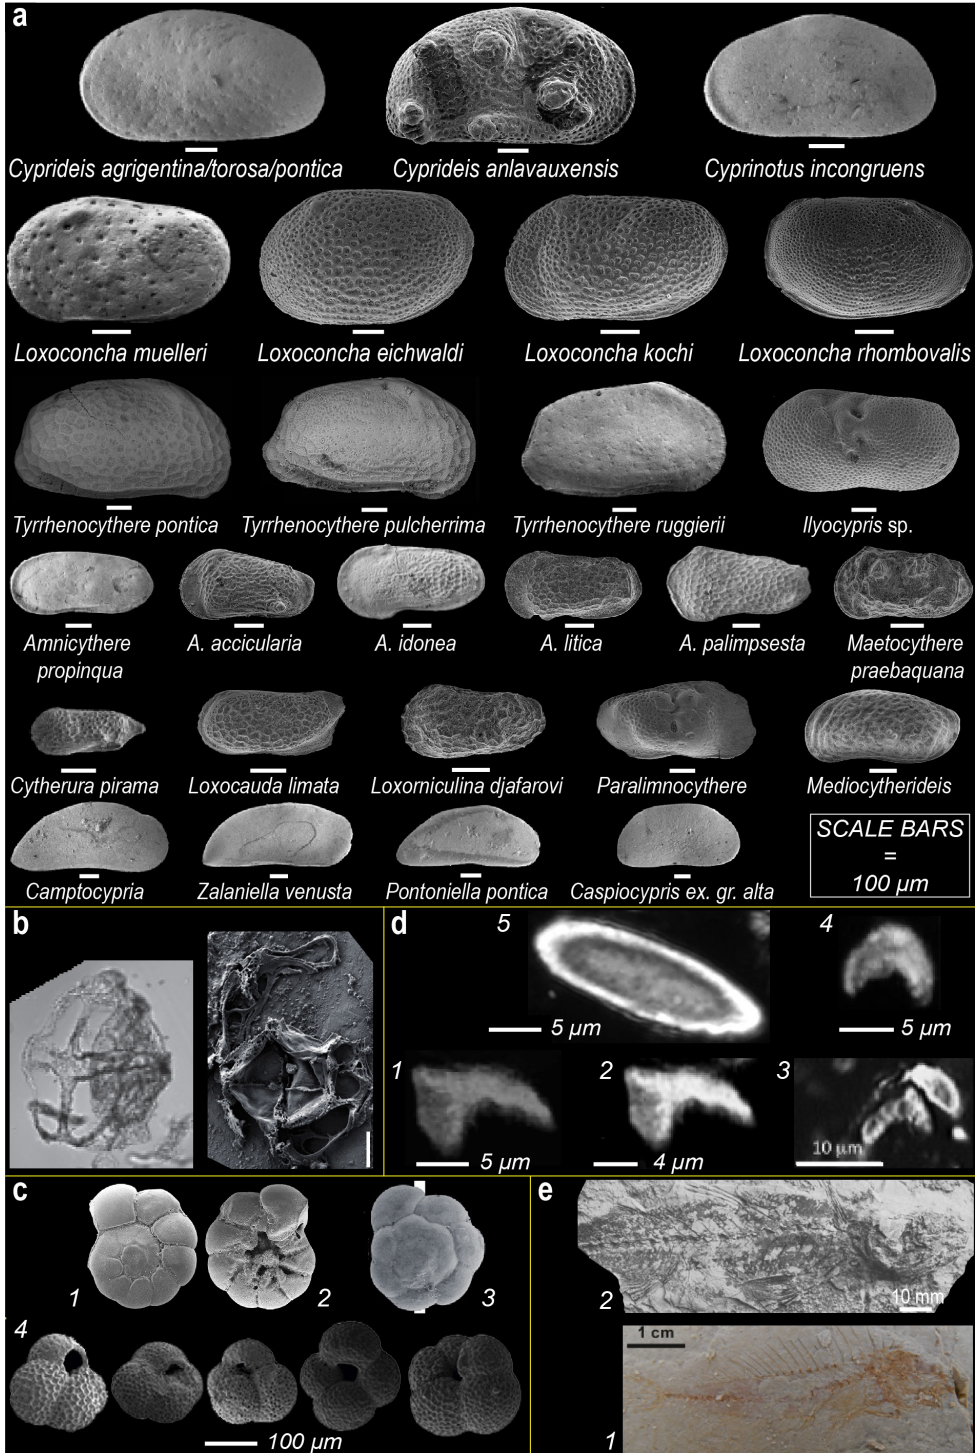 a
Cyprideis agrigentina/torosa/pontica
Cyprideis anlavauxensis
Cyprinotus incongruens
Loxoconcha muelleri
Loxoconcha eichwaldi
Loxoconcha kochi
Loxoconcha rhombovalis
Tyrrhenocythere pontica
Tyrrhenocythere pulcherrima
Tyrrhenocythere ruggierii
Ilyocypris sp.
Amnicythere
propinqua
A. accicularia
A. idonea
A. litica
A. palimpsesta
Maetocythere
praebaquana
Cytherura pirama
Loxocauda limata
Loxorniculina djafarovi
Paralimnocythere
Mediocytherideis
Camptocypria
Zalaniella venusta
Pontoniella pontica
Caspiocypris ex. gr. alta
SCALE BARS
=
100 µm
b
d
5
5 µm
4
5 µm
1
5 µm
2
4 µm
3
10 µm
c
1
2
3
4
100 µm
e
2
10 mm
1 cm
1